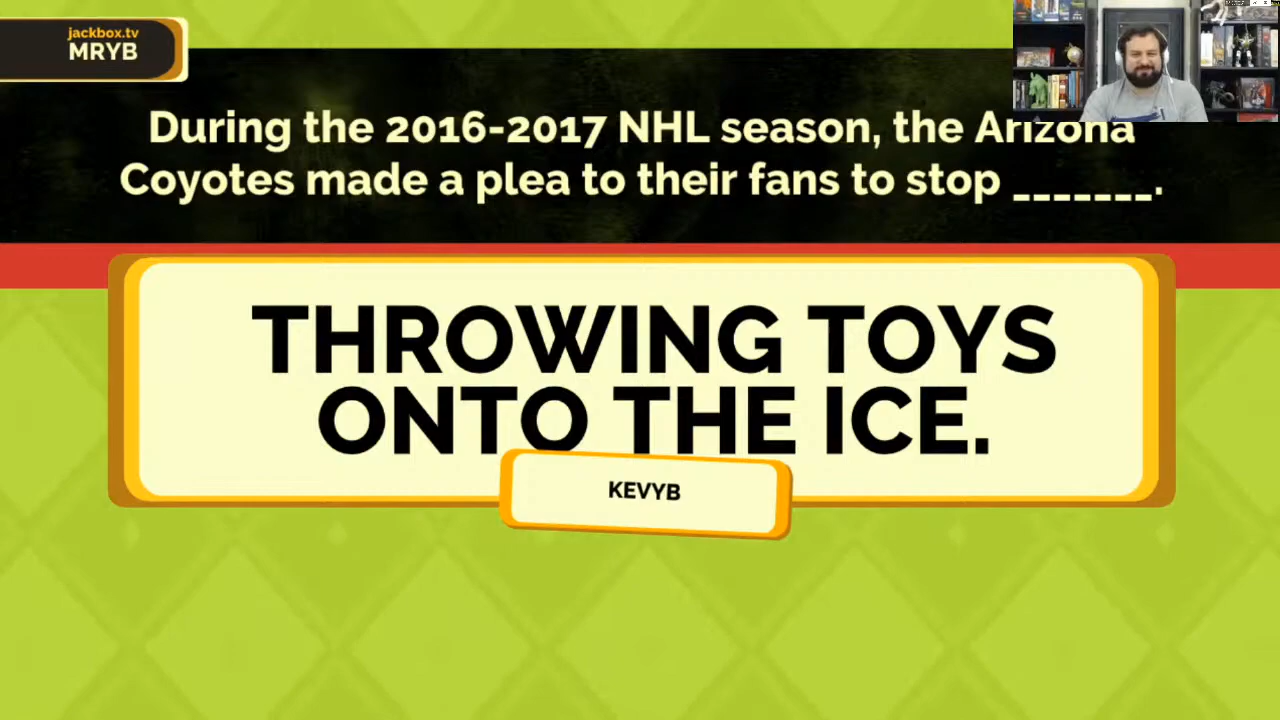 jackbox.tv
MRYB
During the 2016-2017 NHL season, the Arizona
Coyotes made a plea to their fans to stop _______.
THROWING TOYS
ONTO THE ICE.
KEVYB